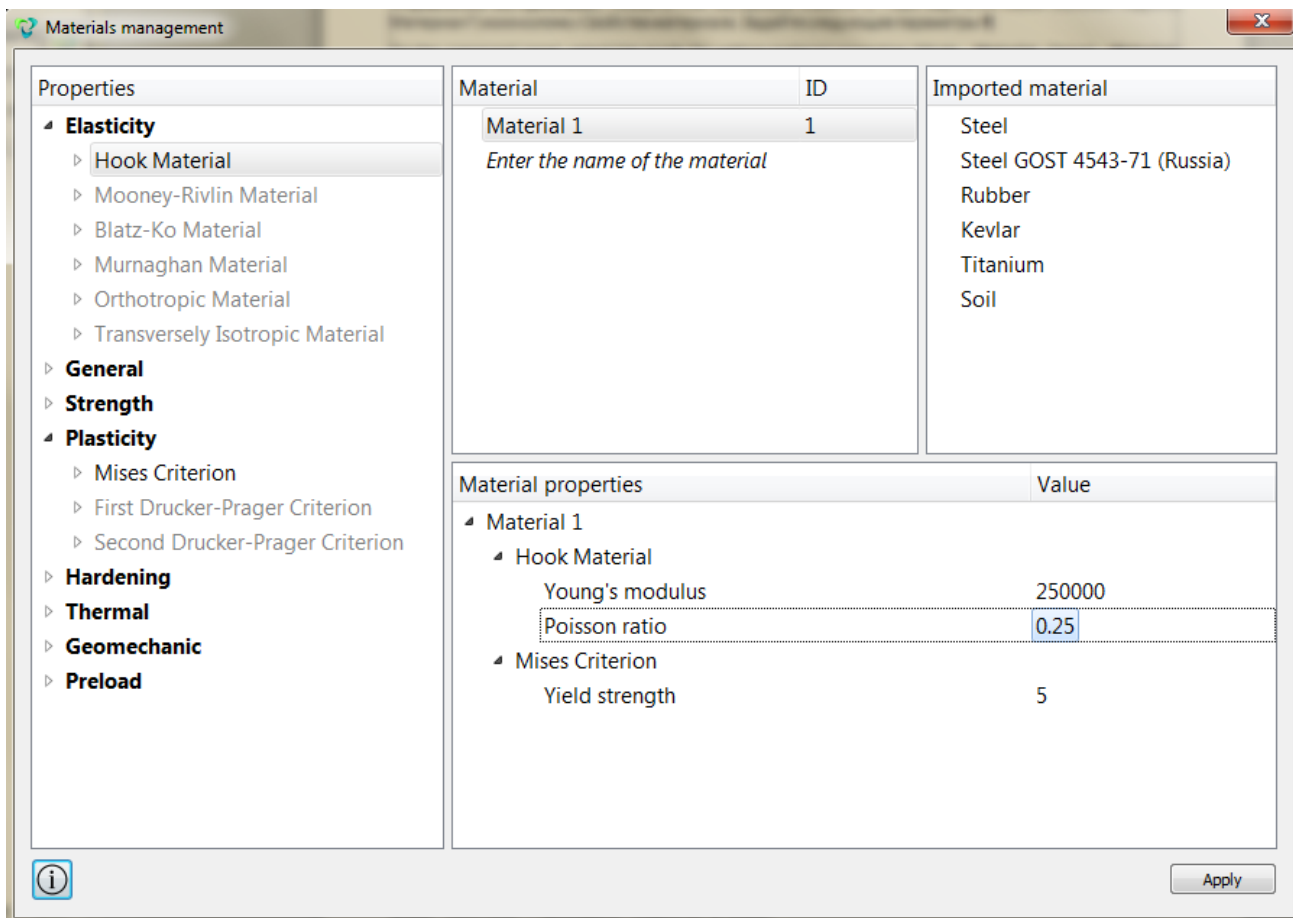 Materials management
Properties
Elasticity
Hook Material
Mooney-Rivlin Material
Blatz-Ko Material
Murnaghan Material
Orthotropic Material
Transversely Isotropic Material
General
Strength
Plasticity
Mises Criterion
First Drucker-Prager Criterion
Second Drucker-Prager Criterion
Hardening
Thermal
Geomechanic
Preload
Material ID
Material 1 1
Enter the name of the material
Imported material
Steel
Steel GOST 4543-71 (Russia)
Rubber
Kevlar
Titanium
Soil
Material properties Value
Material 1
Hook Material
Young's modulus 250000
Poisson ratio 0.25
Mises Criterion
Yield strength 5
Apply